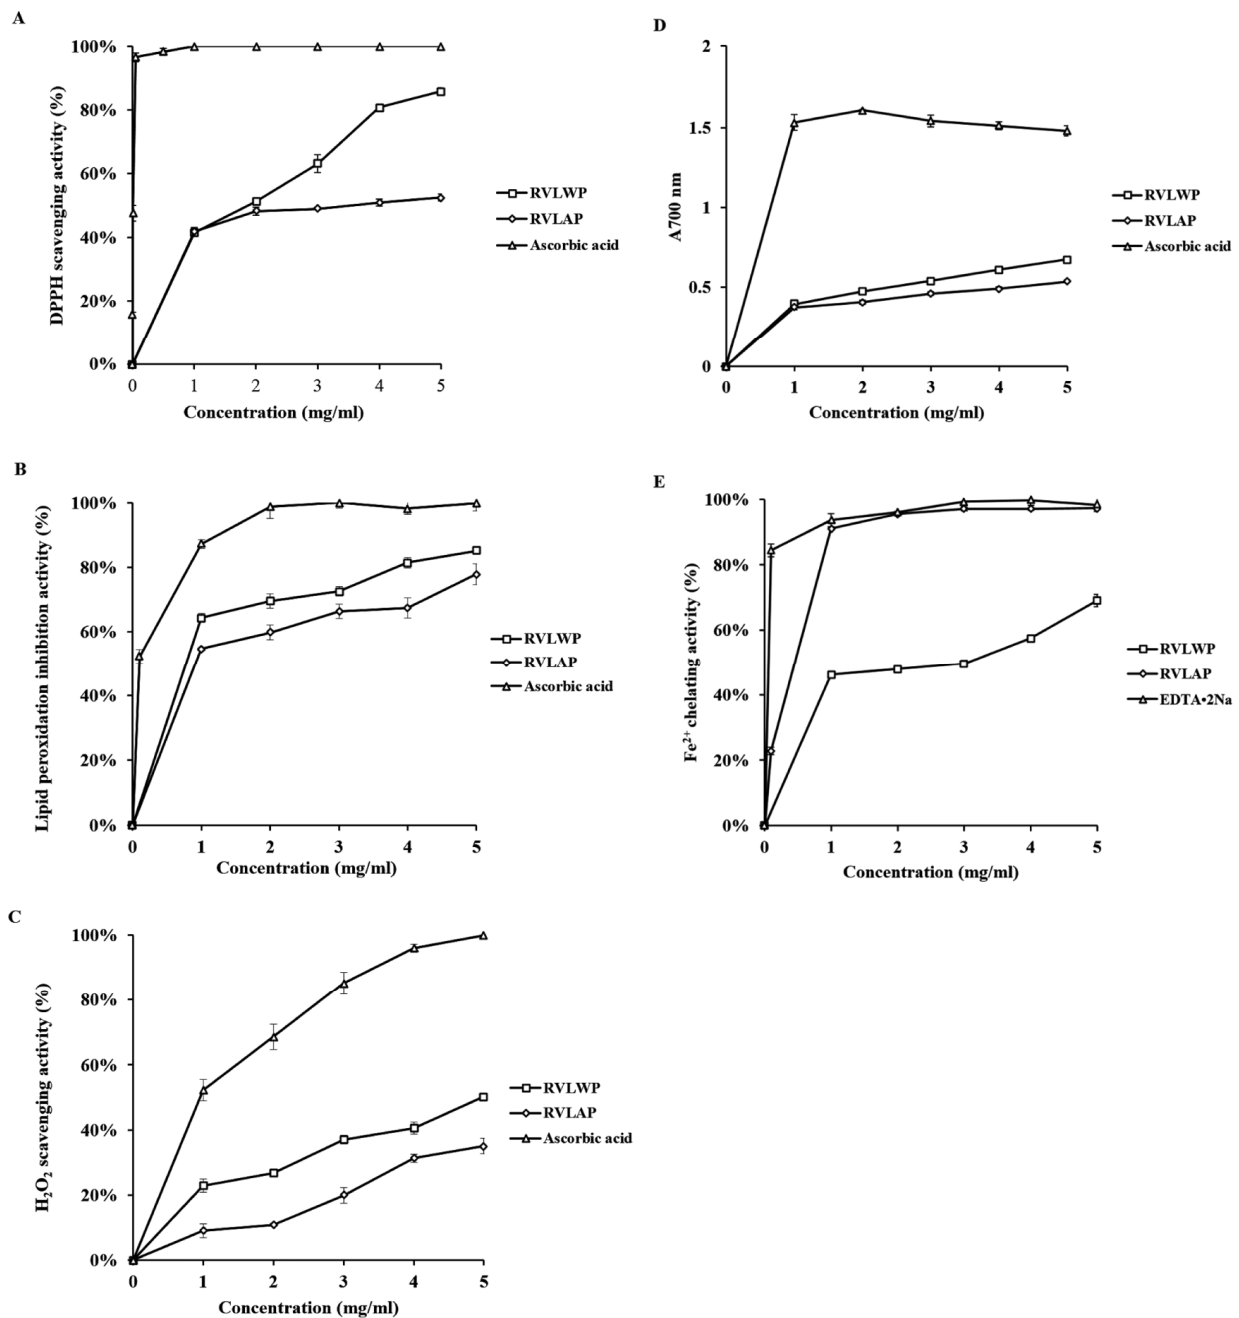 A
DPPH scavenging activity (%)
100%
80%
60%
40%
20%
0%
0 1 2 3 4 5
Concentration (mg/ml)
RVLWP
RVLAP
Ascorbic acid
B
Lipid peroxidation inhibition activity (%)
100%
80%
60%
40%
20%
0%
0 1 2 3 4 5
Concentration (mg/ml)
RVLWP
RVLAP
Ascorbic acid
C
H₂O₂ scavenging activity (%)
100%
80%
60%
40%
20%
0%
0 1 2 3 4 5
Concentration (mg/ml)
RVLWP
RVLAP
Ascorbic acid
D
A700 nm
2
1.5
1
0.5
0
0 1 2 3 4 5
Concentration (mg/ml)
RVLWP
RVLAP
Ascorbic acid
E
Fe²⁺ chelating activity (%)
100%
80%
60%
40%
20%
0%
0 1 2 3 4 5
Concentration (mg/ml)
RVLWP
RVLAP
EDTA•2Na